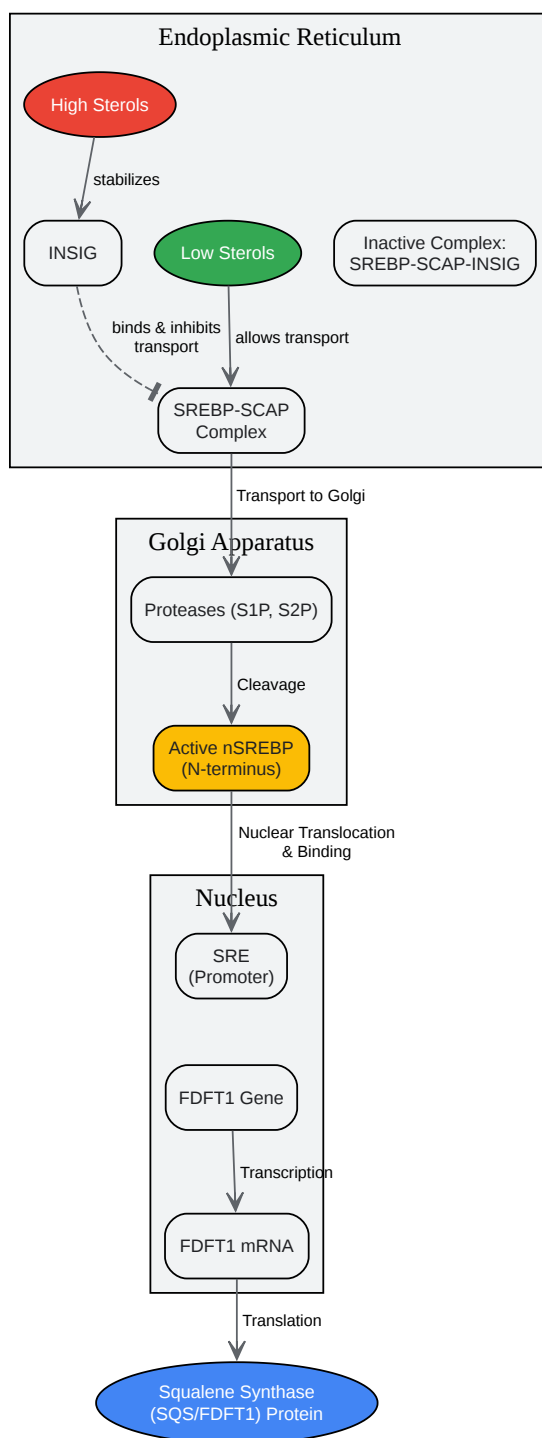 Endoplasmic Reticulum
High Sterols
stabilizes
INSIG
Low Sterols
Inactive Complex:
SREBP-SCAP-INSIG
binds & inhibits
transport
allows transport
SREBP-SCAP
Complex
Transport to Golgi
Golgi Apparatus
Proteases (S1P, S2P)
Cleavage
Active nSREBP
(N-terminus)
Nuclear Translocation
& Binding
Nucleus
SRE
(Promoter)
FDFT1 Gene
Transcription
FDFT1 mRNA
Translation
Squalene Synthase
(SQS/FDFT1) Protein